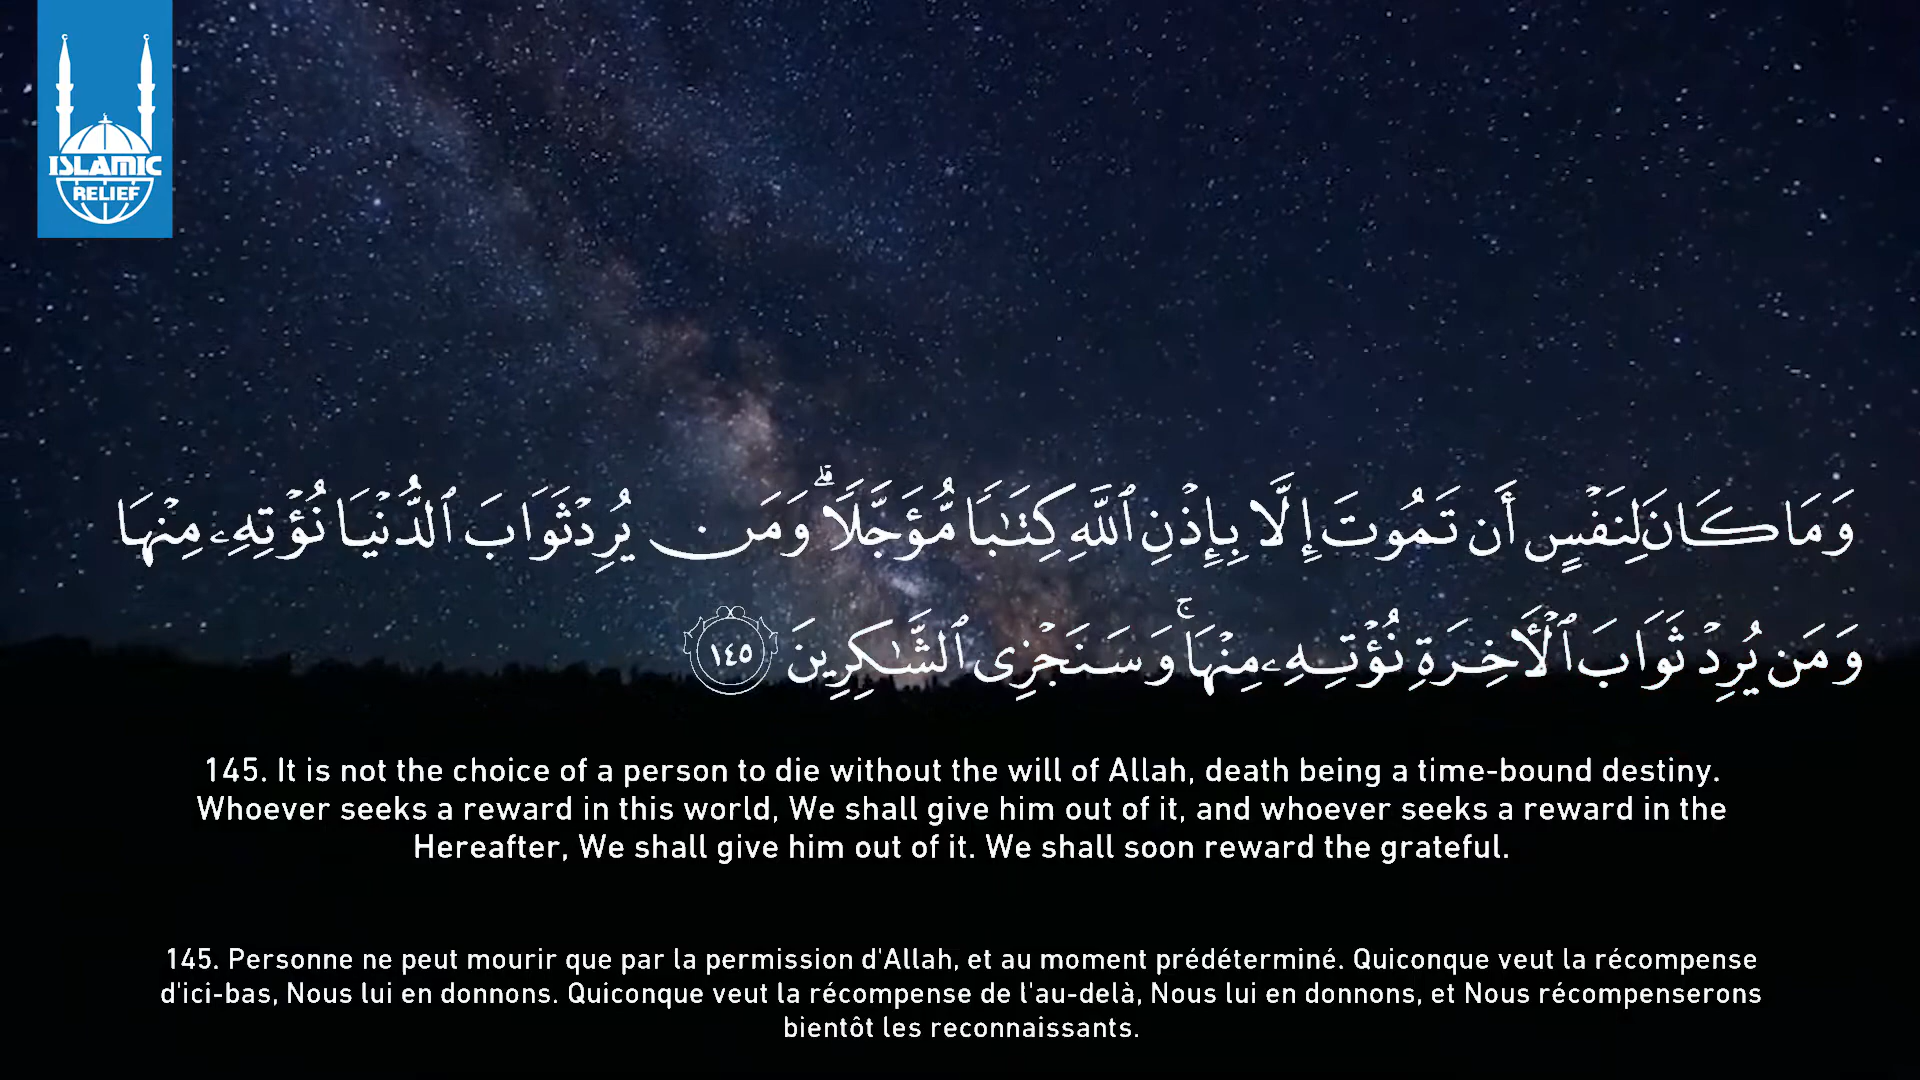 ISLAMIC
RELIEF
وَمَا كَانَ لِنَفْسٍ أَن تَمُوتَ إِلَّا بِإِذْنِ ٱللَّهِ كِتَـٰبًا مُّؤَجَّلًا ۗ وَمَن يُرِدْ ثَوَابَ ٱلدُّنْيَا نُؤْتِهِۦ مِنْهَا
وَمَن يُرِدْ ثَوَابَ ٱلْـَٔاخِرَةِ نُؤْتِهِۦ مِنْهَا ۚ وَسَنَجْزِى ٱلشَّـٰكِرِينَ ١٤٥
145. It is not the choice of a person to die without the will of Allah, death being a time-bound destiny.
Whoever seeks a reward in this world, We shall give him out of it, and whoever seeks a reward in the
Hereafter, We shall give him out of it. We shall soon reward the grateful.
145. Personne ne peut mourir que par la permission d'Allah, et au moment prédéterminé. Quiconque veut la récompense
d'ici-bas, Nous lui en donnons. Quiconque veut la récompense de l'au-delà, Nous lui en donnons, et Nous récompenserons
bientôt les reconnaissants.